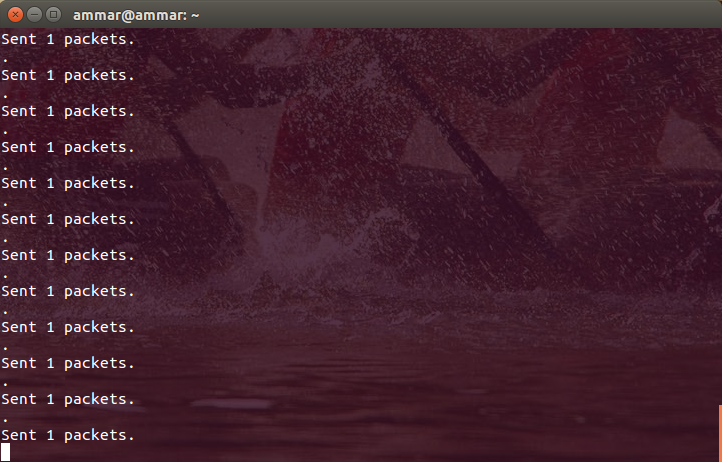 ammar@ammar: ~
Sent 1 packets.
.
Sent 1 packets.
.
Sent 1 packets.
.
Sent 1 packets.
.
Sent 1 packets.
.
Sent 1 packets.
.
Sent 1 packets.
.
Sent 1 packets.
.
Sent 1 packets.
.
Sent 1 packets.
.
Sent 1 packets.
.
Sent 1 packets.